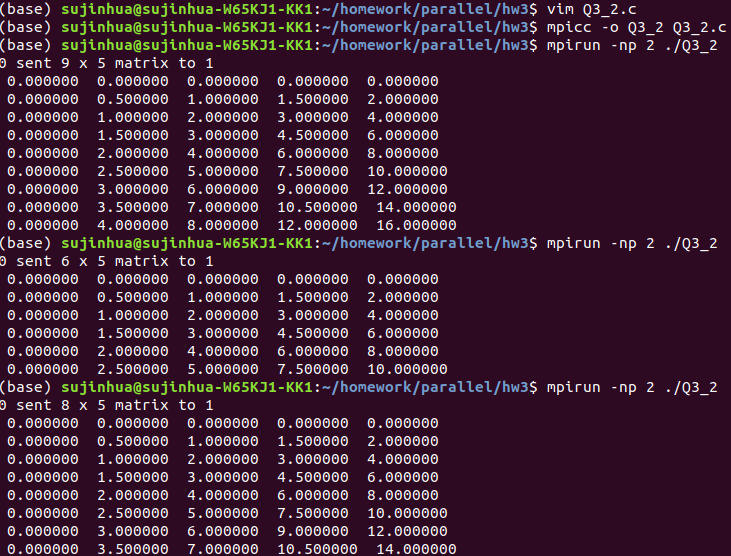 (base) sujinhua@sujinhua-W65KJ1-KK1:~/homework/parallel/hw3$ vim Q3_2.c
(base) sujinhua@sujinhua-W65KJ1-KK1:~/homework/parallel/hw3$ mpicc -o Q3_2 Q3_2.c
(base) sujinhua@sujinhua-W65KJ1-KK1:~/homework/parallel/hw3$ mpirun -np 2 ./Q3_2
0 sent 9 x 5 matrix to 1
0.000000 0.000000 0.000000 0.000000 0.000000
0.000000 0.500000 1.000000 1.500000 2.000000
0.000000 1.000000 2.000000 3.000000 4.000000
0.000000 1.500000 3.000000 4.500000 6.000000
0.000000 2.000000 4.000000 6.000000 8.000000
0.000000 2.500000 5.000000 7.500000 10.000000
0.000000 3.000000 6.000000 9.000000 12.000000
0.000000 3.500000 7.000000 10.500000 14.000000
0.000000 4.000000 8.000000 12.000000 16.000000
(base) sujinhua@sujinhua-W65KJ1-KK1:~/homework/parallel/hw3$ mpirun -np 2 ./Q3_2
0 sent 6 x 5 matrix to 1
0.000000 0.000000 0.000000 0.000000 0.000000
0.000000 0.500000 1.000000 1.500000 2.000000
0.000000 1.000000 2.000000 3.000000 4.000000
0.000000 1.500000 3.000000 4.500000 6.000000
0.000000 2.000000 4.000000 6.000000 8.000000
0.000000 2.500000 5.000000 7.500000 10.000000
(base) sujinhua@sujinhua-W65KJ1-KK1:~/homework/parallel/hw3$ mpirun -np 2 ./Q3_2
0 sent 8 x 5 matrix to 1
0.000000 0.000000 0.000000 0.000000 0.000000
0.000000 0.500000 1.000000 1.500000 2.000000
0.000000 1.000000 2.000000 3.000000 4.000000
0.000000 1.500000 3.000000 4.500000 6.000000
0.000000 2.000000 4.000000 6.000000 8.000000
0.000000 2.500000 5.000000 7.500000 10.000000
0.000000 3.000000 6.000000 9.000000 12.000000
0.000000 3.500000 7.000000 10.500000 14.000000